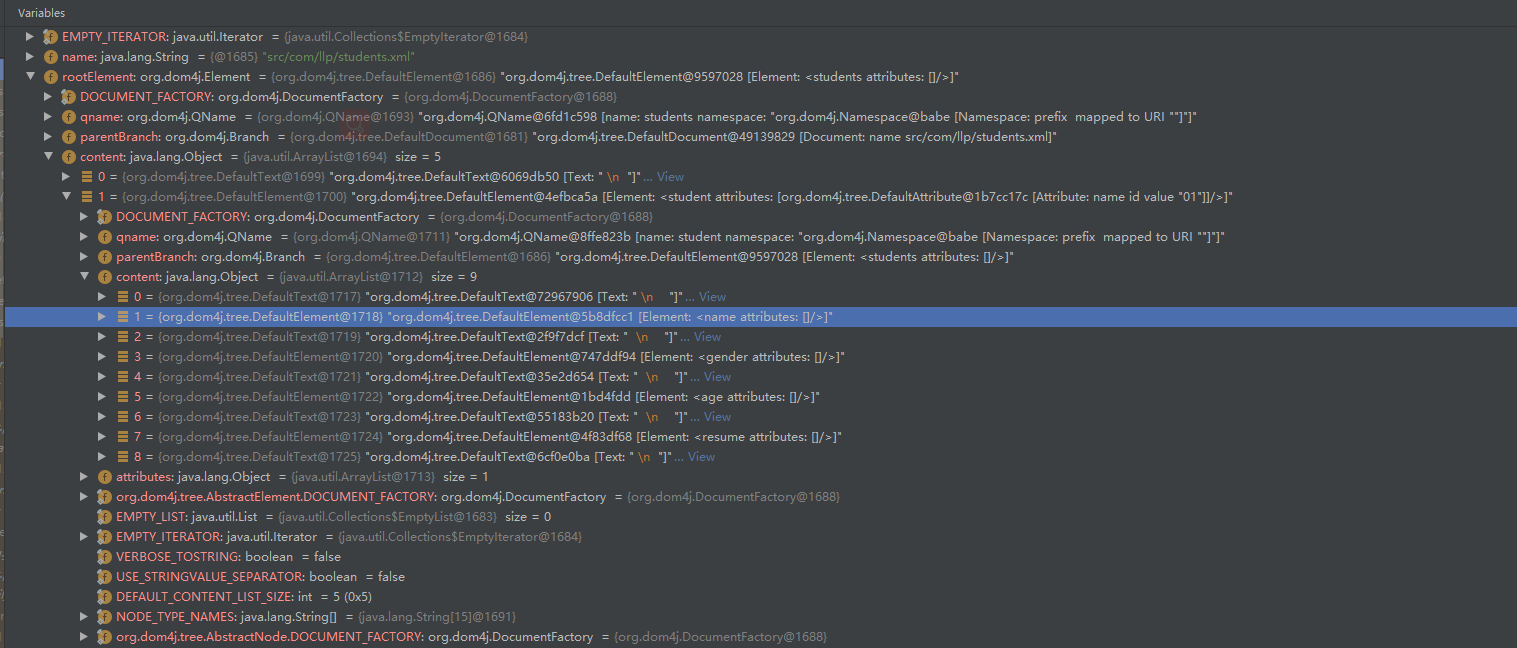 Variables
EMPTY_ITERATOR: java.util.Iterator = {java.util.Collections$EmptyIterator@1684}
name: java.lang.String = {@1685} "src/com/llp/students.xml"
rootElement: org.dom4j.Element = {org.dom4j.tree.DefaultElement@1686} "org.dom4j.tree.DefaultElement@9597028 [Element: <students attributes: []/>]"
DOCUMENT_FACTORY: org.dom4j.DocumentFactory = {org.dom4j.DocumentFactory@1688}
qname: org.dom4j.QName = {org.dom4j.QName@1693} "org.dom4j.QName@6fd1c598 [name: students namespace: "org.dom4j.Namespace@babe [Namespace: prefix mapped to URI ""]"]"
parentBranch: org.dom4j.Branch = {org.dom4j.tree.DefaultDocument@1681} "org.dom4j.tree.DefaultDocument@49139829 [Document: name src/com/llp/students.xml]"
content: java.lang.Object = {java.util.ArrayList@1694} size = 5
0 = {org.dom4j.tree.DefaultText@1699} "org.dom4j.tree.DefaultText@6069db50 [Text: " \n "]"... View
1 = {org.dom4j.tree.DefaultElement@1700} "org.dom4j.tree.DefaultElement@4efbca5a [Element: <student attributes: [org.dom4j.tree.DefaultAttribute@1b7cc17c [Attribute: name id value "01"]]/>]"
DOCUMENT_FACTORY: org.dom4j.DocumentFactory = {org.dom4j.DocumentFactory@1688}
qname: org.dom4j.QName = {org.dom4j.QName@1711} "org.dom4j.QName@8ffe823b [name: student namespace: "org.dom4j.Namespace@babe [Namespace: prefix mapped to URI ""]"]"
parentBranch: org.dom4j.Branch = {org.dom4j.tree.DefaultElement@1686} "org.dom4j.tree.DefaultElement@9597028 [Element: <students attributes: []/>]"
content: java.lang.Object = {java.util.ArrayList@1712} size = 9
0 = {org.dom4j.tree.DefaultText@1717} "org.dom4j.tree.DefaultText@72967906 [Text: " \n "]"... View
1 = {org.dom4j.tree.DefaultElement@1718} "org.dom4j.tree.DefaultElement@5b8dfcc1 [Element: <name attributes: []/>]"
2 = {org.dom4j.tree.DefaultText@1719} "org.dom4j.tree.DefaultText@2f9f7dcf [Text: " \n "]"... View
3 = {org.dom4j.tree.DefaultElement@1720} "org.dom4j.tree.DefaultElement@747ddf94 [Element: <gender attributes: []/>]"
4 = {org.dom4j.tree.DefaultText@1721} "org.dom4j.tree.DefaultText@35e2d654 [Text: " \n "]"... View
5 = {org.dom4j.tree.DefaultElement@1722} "org.dom4j.tree.DefaultElement@1bd4fdd [Element: <age attributes: []/>]"
6 = {org.dom4j.tree.DefaultText@1723} "org.dom4j.tree.DefaultText@55183b20 [Text: " \n "]"... View
7 = {org.dom4j.tree.DefaultElement@1724} "org.dom4j.tree.DefaultElement@4f83df68 [Element: <resume attributes: []/>]"
8 = {org.dom4j.tree.DefaultText@1725} "org.dom4j.tree.DefaultText@6cf0e0ba [Text: " \n "]"... View
attributes: java.lang.Object = {java.util.ArrayList@1713} size = 1
org.dom4j.tree.AbstractElement.DOCUMENT_FACTORY: org.dom4j.DocumentFactory = {org.dom4j.DocumentFactory@1688}
EMPTY_LIST: java.util.List = {java.util.Collections$EmptyList@1683} size = 0
EMPTY_ITERATOR: java.util.Iterator = {java.util.Collections$EmptyIterator@1684}
VERBOSE_TOSTRING: boolean = false
USE_STRINGVALUE_SEPARATOR: boolean = false
DEFAULT_CONTENT_LIST_SIZE: int = 5 (0x5)
NODE_TYPE_NAMES: java.lang.String[] = {java.lang.String[15]@1691}
org.dom4j.tree.AbstractNode.DOCUMENT_FACTORY: org.dom4j.DocumentFactory = {org.dom4j.DocumentFactory@1688}